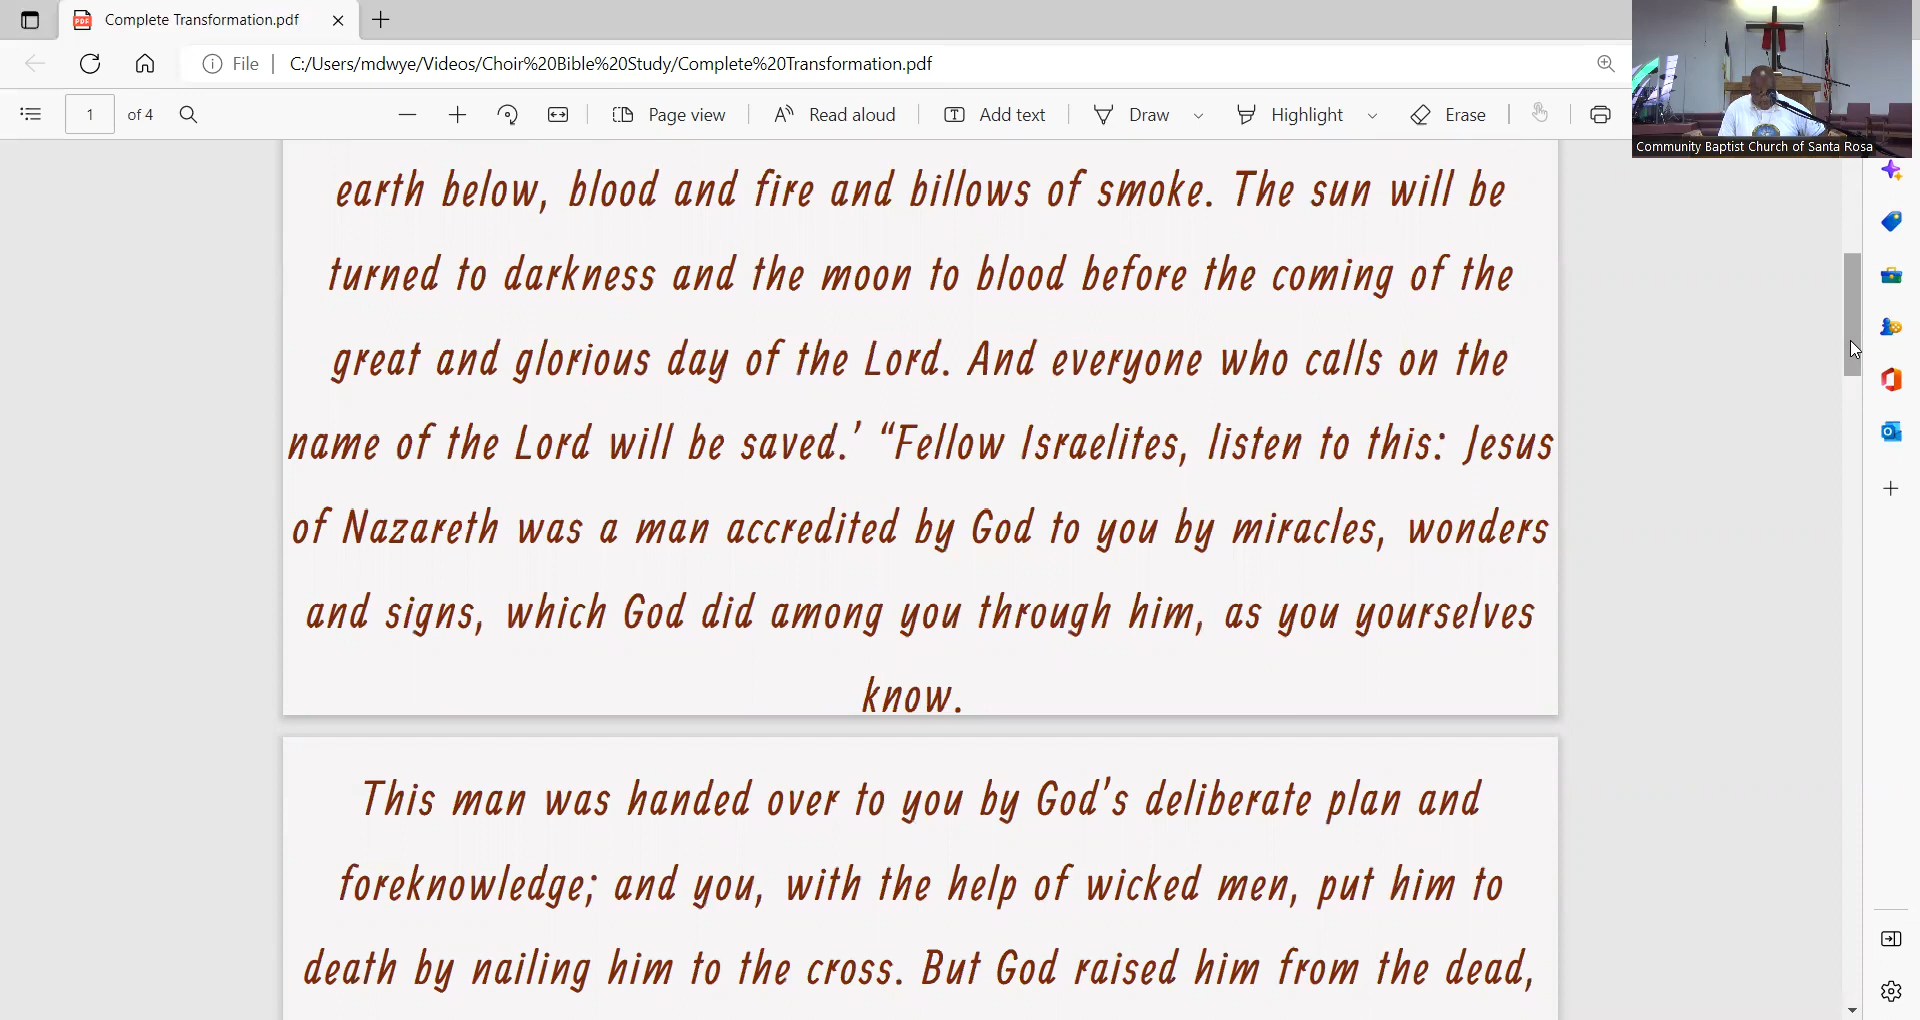 Complete Transformation.pdf
File
C:/Users/mdwye/Videos/Choir%20Bible%20Study/Complete%20Transformation.pdf
1 of 4
Page view
Read aloud
Add text
Draw
Highlight
Erase
Community Baptist Church of Santa Rosa
earth below, blood and fire and billows of smoke. The sun will be
turned to darkness and the moon to blood before the coming of the
great and glorious day of the Lord. And everyone who calls on the
name of the Lord will be saved.’ “Fellow Israelites, listen to this: Jesus
of Nazareth was a man accredited by God to you by miracles, wonders
and signs, which God did among you through him, as you yourselves
know.
This man was handed over to you by God’s deliberate plan and
foreknowledge; and you, with the help of wicked men, put him to
death by nailing him to the cross. But God raised him from the dead,